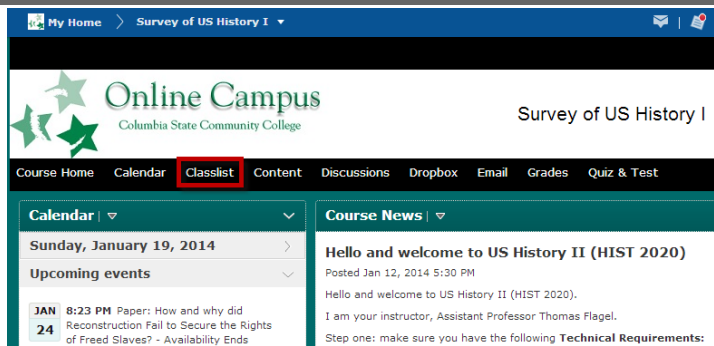 My Home Survey of US History I
Online Campus
Columbia State Community College
Survey of US History I
Course Home Calendar Classlist Content Discussions Dropbox Email Grades Quiz & Test
Calendar
Sunday, January 19, 2014
Upcoming events
JAN 24
8:23 PM Paper: How and why did
Reconstruction Fail to Secure the Rights
of Freed Slaves? - Availability Ends
Course News
Hello and welcome to US History II (HIST 2020)
Posted Jan 12, 2014 5:30 PM
Hello and welcome to US History II (HIST 2020).
I am your instructor, Assistant Professor Thomas Flagel.
Step one: make sure you have the following Technical Requirements: